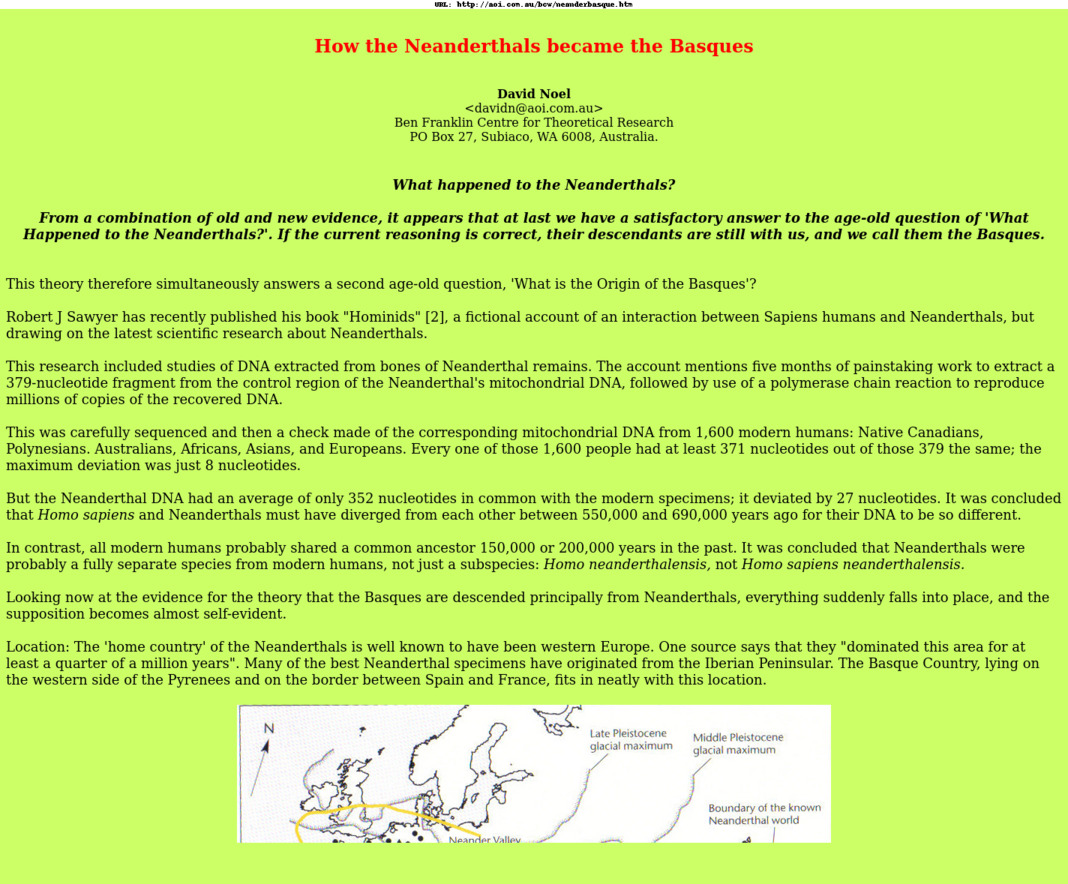 URL: http://aoi.com.au/bcw/neanderbasque.htm
How the Neanderthals became the Basques
David Noel
<davidn@aoi.com.au>
Ben Franklin Centre for Theoretical Research
PO Box 27, Subiaco, WA 6008, Australia.
What happened to the Neanderthals?
From a combination of old and new evidence, it appears that at last we have a satisfactory answer to the age-old question of 'What
Happened to the Neanderthals?'. If the current reasoning is correct, their descendants are still with us, and we call them the Basques.
This theory therefore simultaneously answers a second age-old question, 'What is the Origin of the Basques'?
Robert J Sawyer has recently published his book "Hominids" [2], a fictional account of an interaction between Sapiens humans and Neanderthals, but
drawing on the latest scientific research about Neanderthals.
This research included studies of DNA extracted from bones of Neanderthal remains. The account mentions five months of painstaking work to extract a
379-nucleotide fragment from the control region of the Neanderthal's mitochondrial DNA, followed by use of a polymerase chain reaction to reproduce
millions of copies of the recovered DNA.
This was carefully sequenced and then a check made of the corresponding mitochondrial DNA from 1,600 modern humans: Native Canadians,
Polynesians. Australians, Africans, Asians, and Europeans. Every one of those 1,600 people had at least 371 nucleotides out of those 379 the same; the
maximum deviation was just 8 nucleotides.
But the Neanderthal DNA had an average of only 352 nucleotides in common with the modern specimens; it deviated by 27 nucleotides. It was concluded
that Homo sapiens and Neanderthals must have diverged from each other between 550,000 and 690,000 years ago for their DNA to be so different.
In contrast, all modern humans probably shared a common ancestor 150,000 or 200,000 years in the past. It was concluded that Neanderthals were
probably a fully separate species from modern humans, not just a subspecies: Homo neanderthalensis, not Homo sapiens neanderthalensis.
Looking now at the evidence for the theory that the Basques are descended principally from Neanderthals, everything suddenly falls into place, and the
supposition becomes almost self-evident.
Location: The 'home country' of the Neanderthals is well known to have been western Europe. One source says that they "dominated this area for at
least a quarter of a million years". Many of the best Neanderthal specimens have originated from the Iberian Peninsular. The Basque Country, lying on
the western side of the Pyrenees and on the border between Spain and France, fits in neatly with this location.
N
Late Pleistocene
glacial maximum
Middle Pleistocene
glacial maximum
Boundary of the known
Neanderthal world
Neander Valley